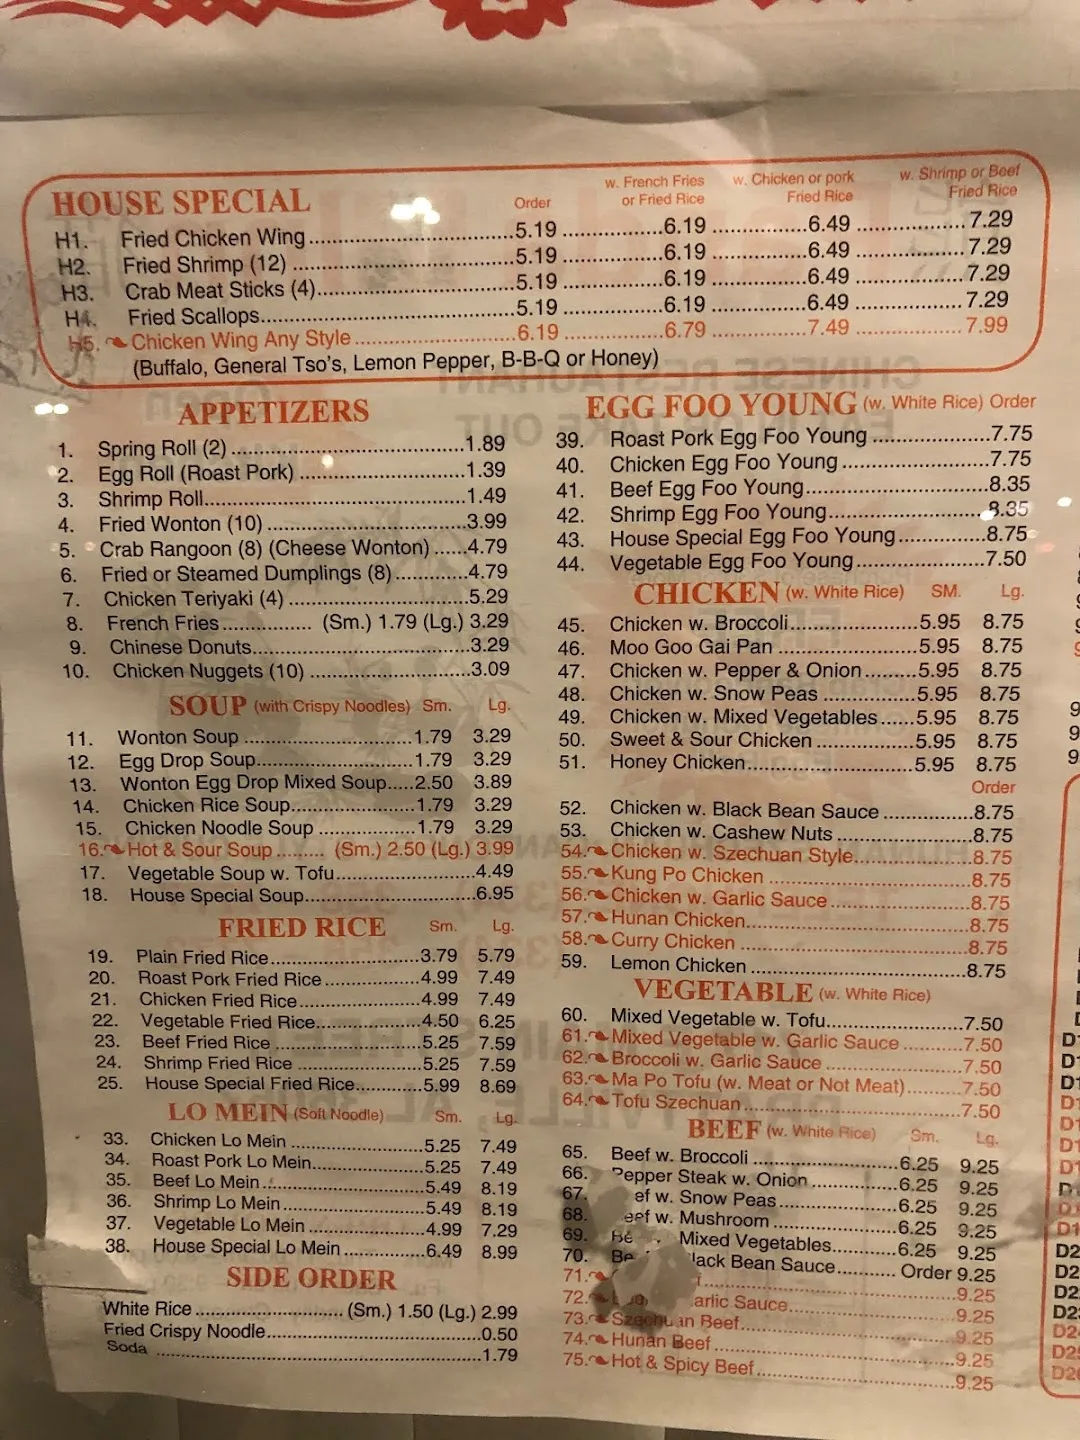 HOUSE SPECIAL Order w. French Fries or Fried Rice w. Chicken or pork Fried Rice w. Shrimp or Beef Fried Rice
H1. Fried Chicken Wing 5.19 6.19 6.49 7.29
H2. Fried Shrimp (12) 5.19 6.19 6.49 7.29
H3. Crab Meat Sticks (4) 5.19 6.19 6.49 7.29
H4. Fried Scallops 5.19 6.19 6.49 7.29
H5. Chicken Wing Any Style 6.19 6.79 7.49 7.99
(Buffalo, General Tso's, Lemon Pepper, B-B-Q or Honey)
APPETIZERS
1. Spring Roll (2) 1.89
2. Egg Roll (Roast Pork) 1.39
3. Shrimp Roll 1.49
4. Fried Wonton (10) 3.99
5. Crab Rangoon (8) (Cheese Wonton) 4.79
6. Fried or Steamed Dumplings (8) 4.79
7. Chicken Teriyaki (4) 5.29
8. French Fries (Sm.) 1.79 (Lg.) 3.29
9. Chinese Donuts 3.29
10. Chicken Nuggets (10) 3.09
SOUP (with Crispy Noodles) Sm. Lg.
11. Wonton Soup 1.79 3.29
12. Egg Drop Soup 1.79 3.29
13. Wonton Egg Drop Mixed Soup 2.50 3.89
14. Chicken Rice Soup 1.79 3.29
15. Chicken Noodle Soup 1.79 3.29
16. Hot & Sour Soup (Sm.) 2.50 (Lg.) 3.99
17. Vegetable Soup w. Tofu 4.49
18. House Special Soup 6.95
FRIED RICE Sm. Lg.
19. Plain Fried Rice 3.79 5.79
20. Roast Pork Fried Rice 4.99 7.49
21. Chicken Fried Rice 4.99 7.49
22. Vegetable Fried Rice 4.50 6.25
23. Beef Fried Rice 5.25 7.59
24. Shrimp Fried Rice 5.25 7.59
25. House Special Fried Rice 5.99 8.69
LO MEIN (Soft Noodle) Sm. Lg.
33. Chicken Lo Mein 5.25 7.49
34. Roast Pork Lo Mein 5.25 7.49
35. Beef Lo Mein 5.49 8.19
36. Shrimp Lo Mein 5.49 8.19
37. Vegetable Lo Mein 4.99 7.29
38. House Special Lo Mein 6.49 8.99
SIDE ORDER
White Rice (Sm.) 1.50 (Lg.) 2.99
Fried Crispy Noodle 0.50
Soda 1.79
EGG FOO YOUNG (w. White Rice) Order
39. Roast Pork Egg Foo Young 7.75
40. Chicken Egg Foo Young 7.75
41. Beef Egg Foo Young 8.35
42. Shrimp Egg Foo Young 8.35
43. House Special Egg Foo Young 8.75
44. Vegetable Egg Foo Young 7.50
CHICKEN (w. White Rice) SM. Lg.
45. Chicken w. Broccoli 5.95 8.75
46. Moo Goo Gai Pan 5.95 8.75
47. Chicken w. Pepper & Onion 5.95 8.75
48. Chicken w. Snow Peas 5.95 8.75
49. Chicken w. Mixed Vegetables 5.95 8.75
50. Sweet & Sour Chicken 5.95 8.75
51. Honey Chicken 5.95 8.75
Order
52. Chicken w. Black Bean Sauce 8.75
53. Chicken w. Cashew Nuts 8.75
54. Chicken w. Szechuan Style 8.75
55. Kung Po Chicken 8.75
56. Chicken w. Garlic Sauce 8.75
57. Hunan Chicken 8.75
58. Curry Chicken 8.75
59. Lemon Chicken 8.75
VEGETABLE (w. White Rice)
60. Mixed Vegetable w. Tofu 7.50
61. Mixed Vegetable w. Garlic Sauce 7.50
62. Broccoli w. Garlic Sauce 7.50
63. Ma Po Tofu (w. Meat or Not Meat) 7.50
64. Tofu Szechuan 7.50
BEEF (w. White Rice) Sm. Lg.
65. Beef w. Broccoli 6.25 9.25
66. Pepper Steak w. Onion 6.25 9.25
67. w. Snow Peas 6.25 9.25
68. w. Mushroom 6.25 9.25
69. Mixed Vegetables 6.25 9.25
70. Black Bean Sauce Order 9.25
71. 9.25
72. Garlic Sauce 9.25
73. Szechuan Beef 9.25
74. Hunan Beef 9.25
75. Hot & Spicy Beef 9.25